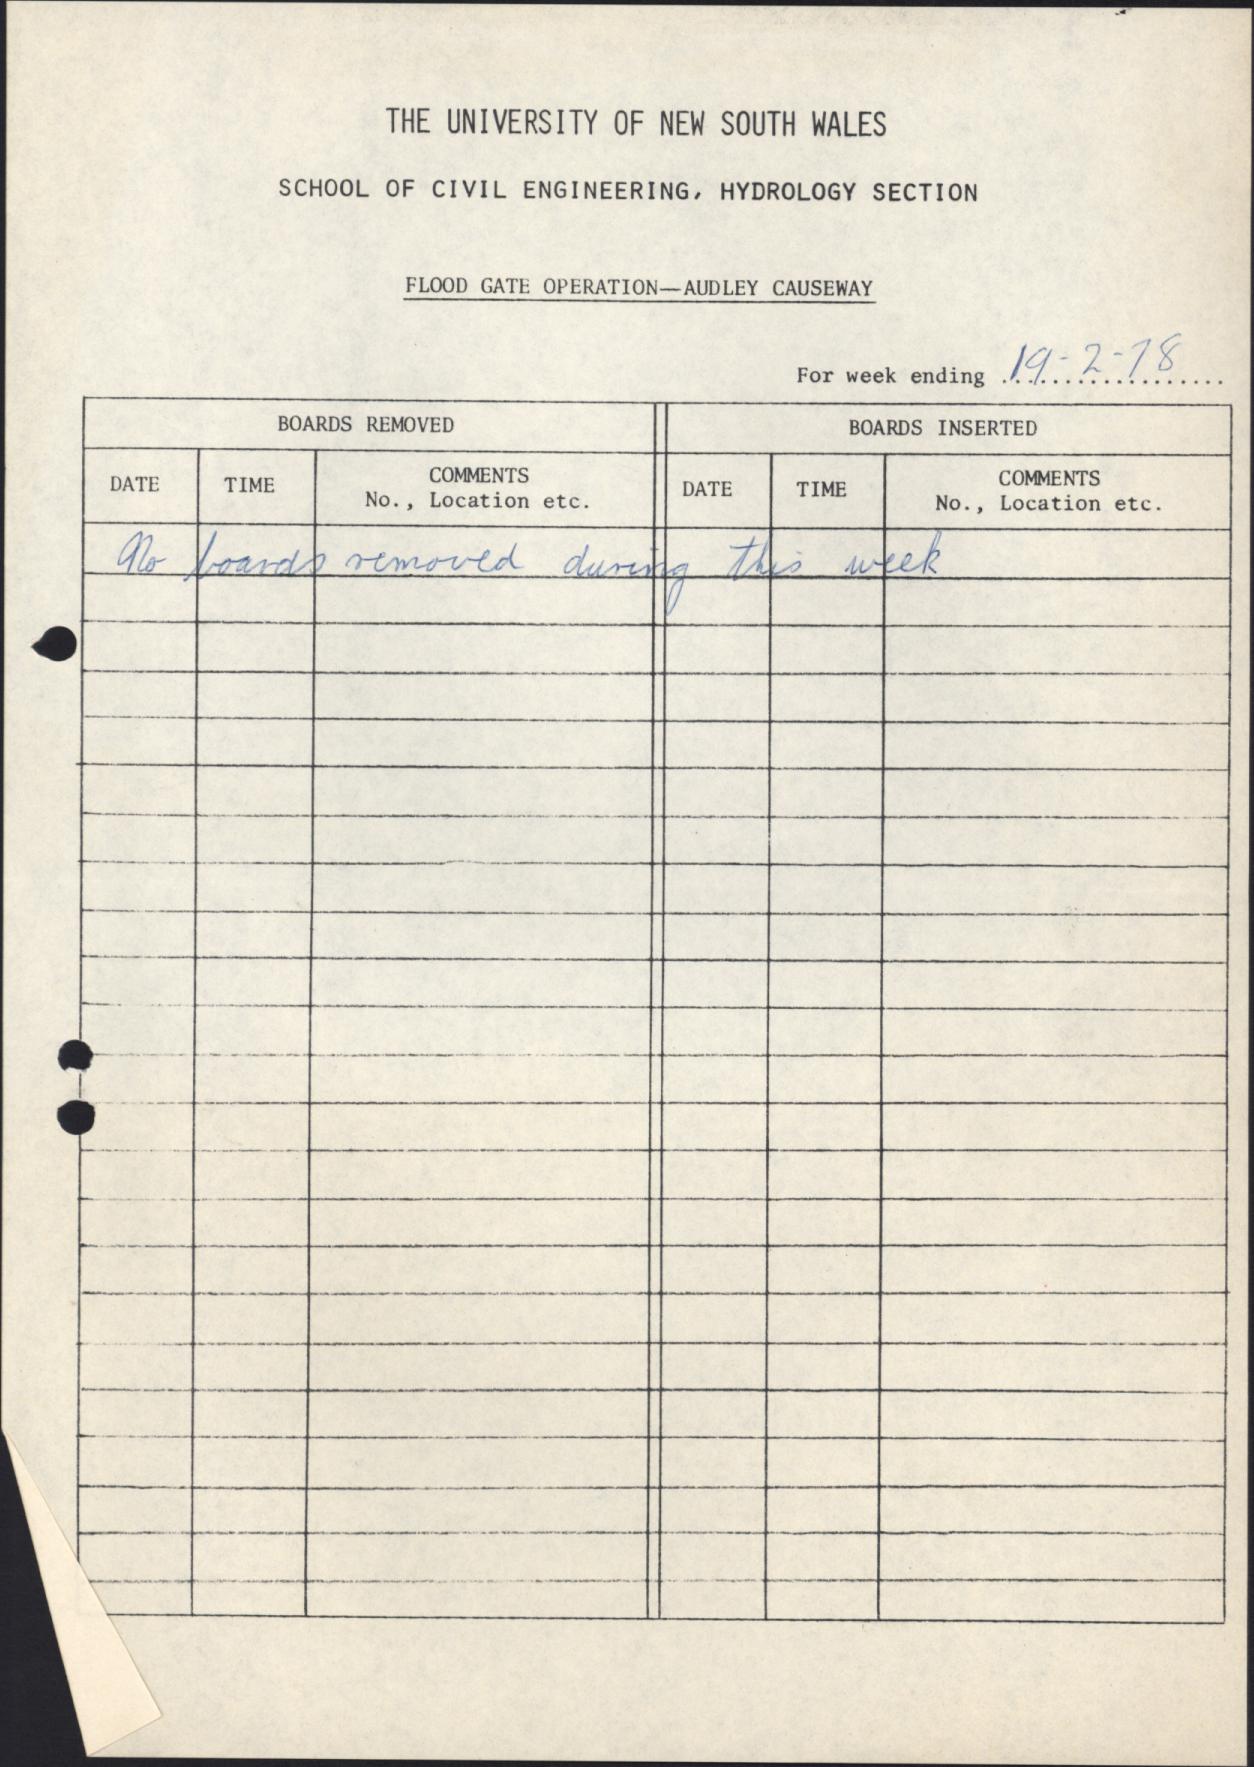 THE UNIVERSITY OF NEW SOUTH WALES
SCHOOL OF CIVIL ENGINEERING, HYDROLOGY SECTION
FLOOD GATE OPERATION—AUDLEY CAUSEWAY
For week ending 19-2-78
BOARDS REMOVED BOARDS INSERTED
DATE TIME COMMENTS No., Location etc. DATE TIME COMMENTS No., Location etc.
No boards removed during this week